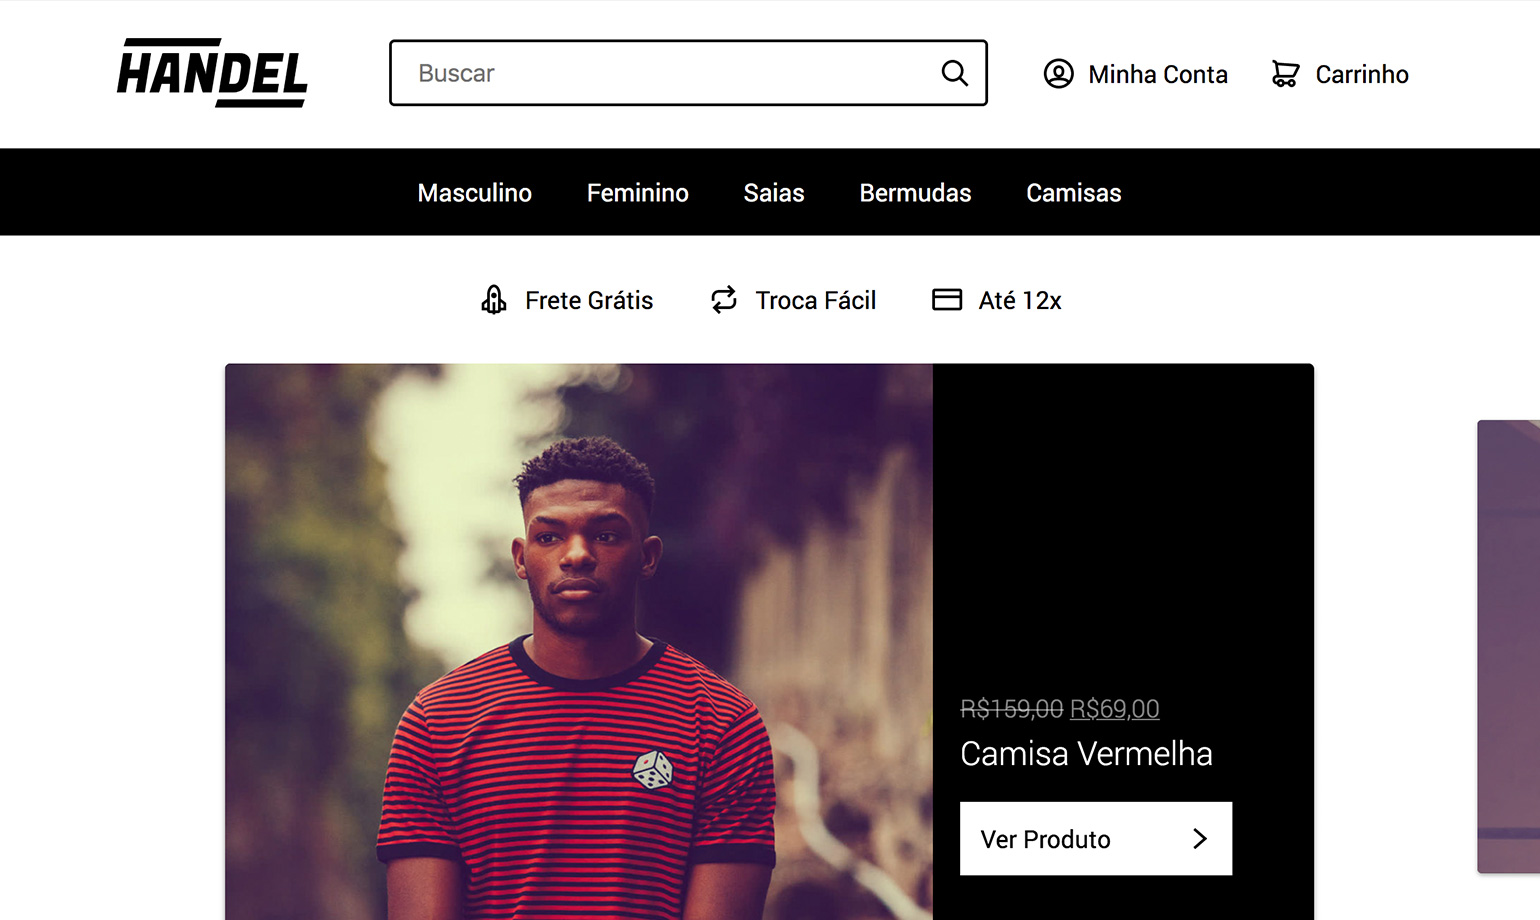 HANDEL
Buscar
Minha Conta
Carrinho
Masculino Feminino Saias Bermudas Camisas
Frete Grátis Troca Fácil Até 12x
R$159,00 R$69,00
Camisa Vermelha
Ver Produto